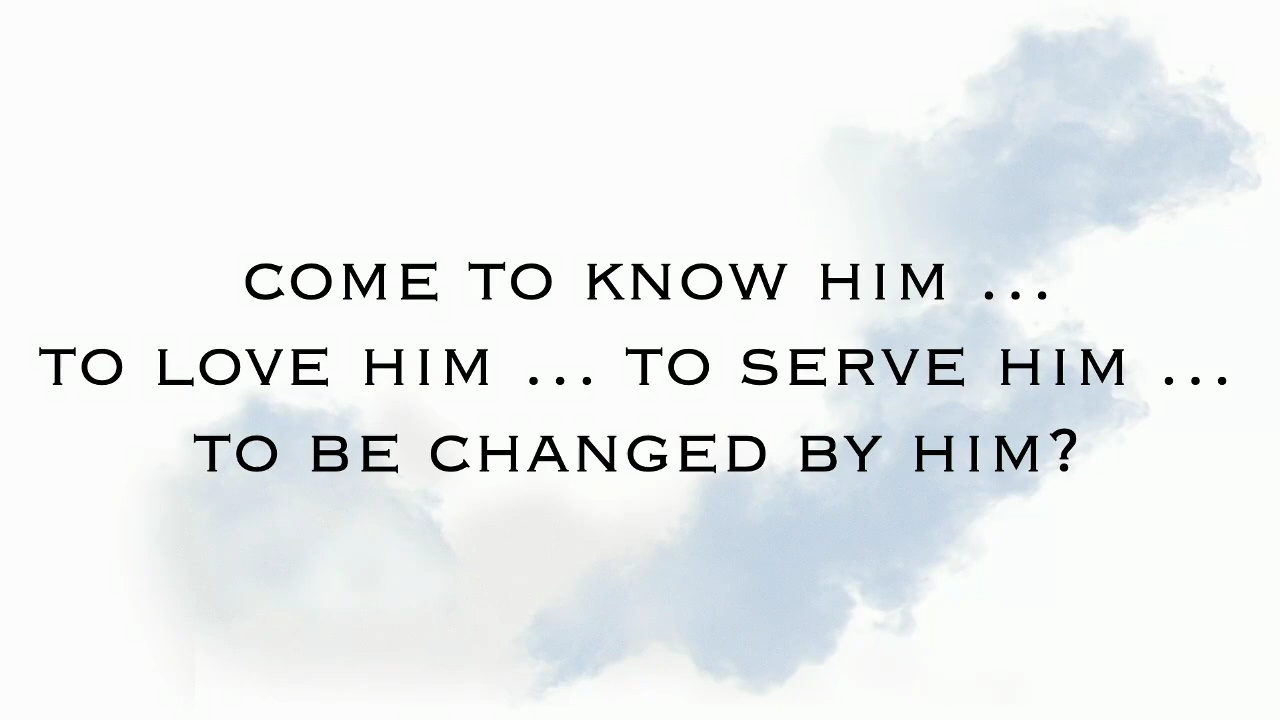 COME TO KNOW HIM ...
TO LOVE HIM ... TO SERVE HIM ...
TO BE CHANGED BY HIM?